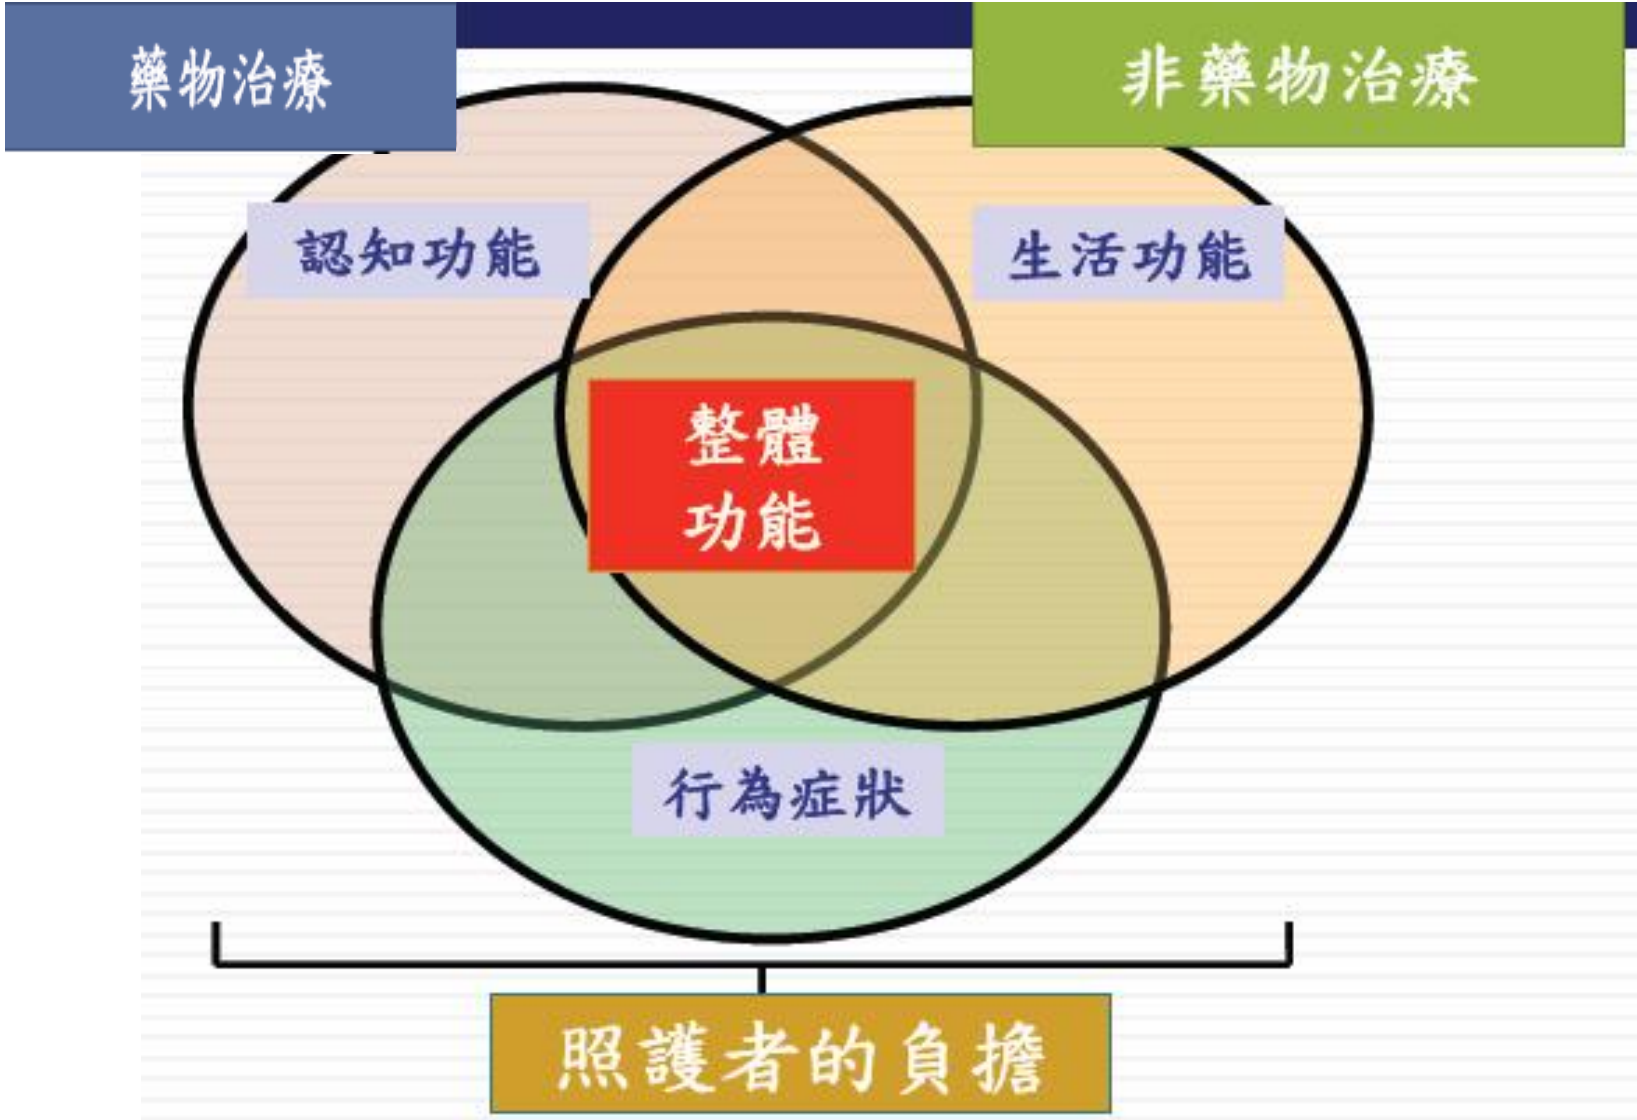 藥物治療
非藥物治療
認知功能
生活功能
整體
功能
行為症狀
照護者的負擔